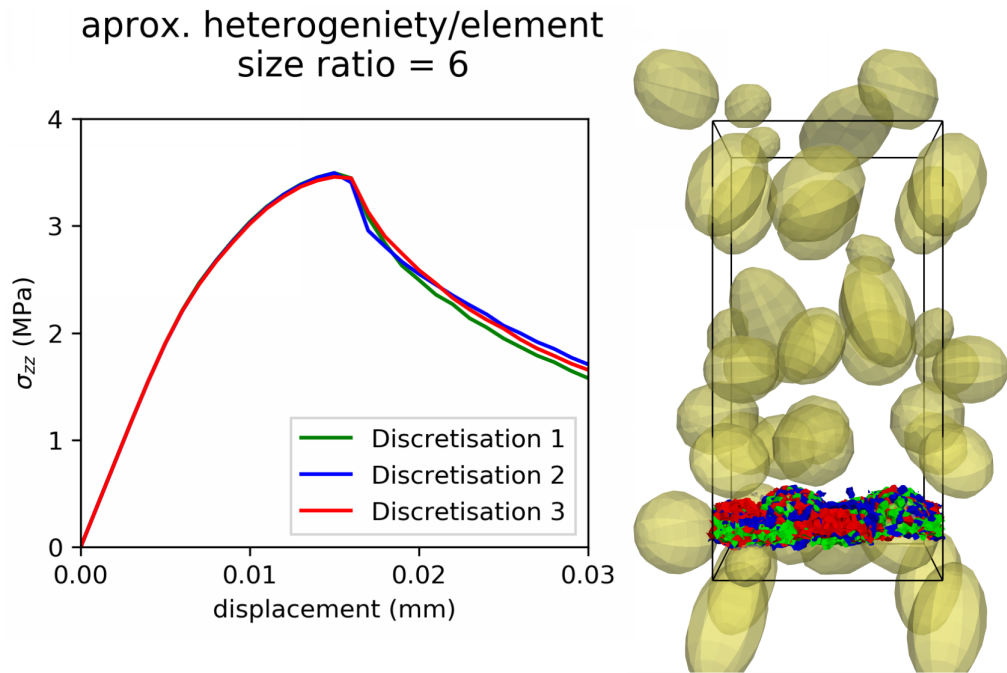 aprox. heterogeniety/element
size ratio = 6
4
3
2
1
0
σzz (MPa)
0.00
0.01
0.02
0.03
displacement (mm)
Discretisation 1
Discretisation 2
Discretisation 3